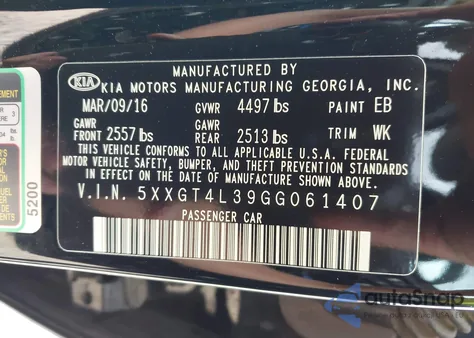 MANUFACTURED BY
KIA KIA MOTORS MANUFACTURING GEORGIA, INC.
MAR/09/16 GVWR 4497 lbs PAINT EB
GAWR FRONT 2557 lbs GAWR REAR 2513 lbs TRIM WK
THIS VEHICLE CONFORMS TO ALL APPLICABLE U.S.A. FEDERAL
MOTOR VEHICLE SAFETY, BUMPER, AND THEFT PREVENTION STANDARDS
IN EFFECT ON THE DATE OF MANUFACTURE SHOWN ABOVE.
V.I.N. 5XXGT4L39GG061407
PASSENGER CAR
EMENT
3
5200
autoSnap